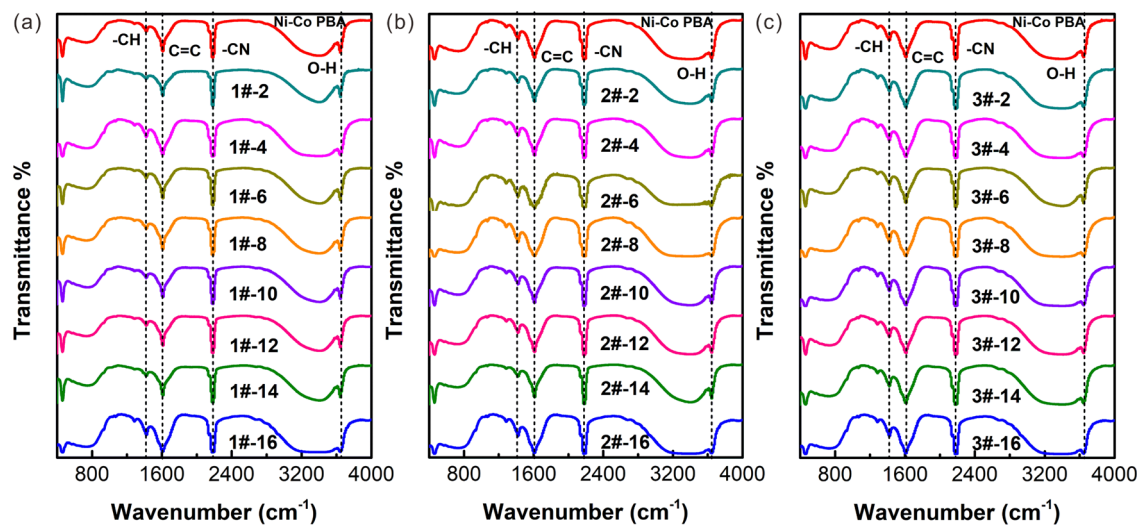 (a)
Ni-Co PBA
-CH
C=C
-CN
O-H
1#-2
1#-4
1#-6
1#-8
1#-10
1#-12
1#-14
1#-16
Transmittance %
800 1600 2400 3200 4000
Wavenumber (cm⁻¹)
(b)
Ni-Co PBA
-CH
C=C
-CN
O-H
2#-2
2#-4
2#-6
2#-8
2#-10
2#-12
2#-14
2#-16
Transmittance %
800 1600 2400 3200 4000
Wavenumber (cm⁻¹)
(c)
Ni-Co PBA
-CH
C=C
-CN
O-H
3#-2
3#-4
3#-6
3#-8
3#-10
3#-12
3#-14
3#-16
Transmittance %
800 1600 2400 3200 4000
Wavenumber (cm⁻¹)